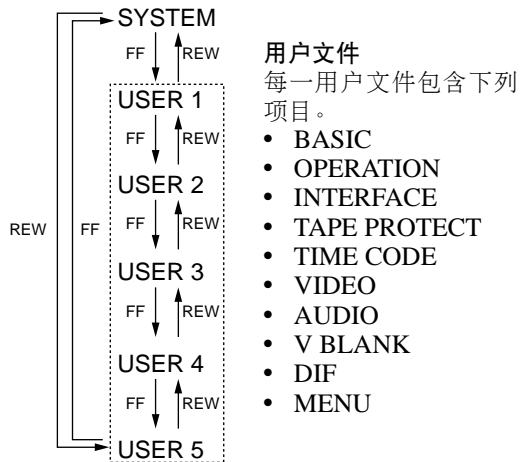 SYSTEM
FF REW
USER 1
FF REW
USER 2
FF REW
USER 3
FF REW
USER 4
FF REW
USER 5
REW FF
用户文件
每一用户文件包含下列
项目。
• BASIC
• OPERATION
• INTERFACE
• TAPE PROTECT
• TIME CODE
• VIDEO
• AUDIO
• V BLANK
• DIF
• MENU